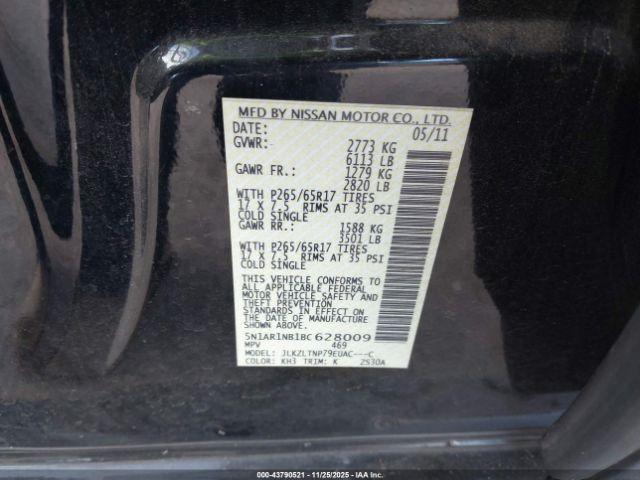 MFD BY NISSAN MOTOR CO., LTD.
DATE: 05/11
GVWR: 2773 KG
6113 LB
GAWR FR.: 1279 KG
2820 LB
WITH P265/65R17 TIRES
17 X 7.5 RIMS AT 35 PSI
COLD SINGLE
GAWR RR.: 1588 KG
3501 LB
WITH P265/65R17 TIRES
17 X 7.5 RIMS AT 35 PSI
COLD SINGLE
THIS VEHICLE CONFORMS TO
ALL APPLICABLE FEDERAL
MOTOR VEHICLE SAFETY AND
THEFT PREVENTION
STANDARDS IN EFFECT ON
THE DATE OF MANUFACTURE
SHOWN ABOVE.
5N1AR1NB1BC 628009
MPV 469
MODEL: JLKZLTNP79EUAC---C
COLOR: KH3 TRIM: K 2S30A
000-43790521 - 11/25/2025 - IAA Inc.